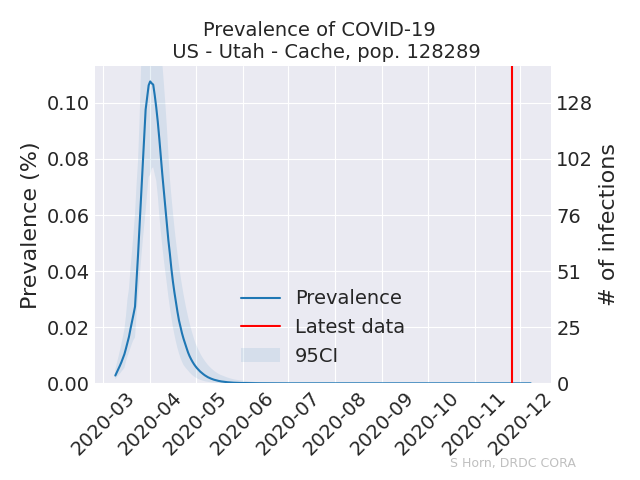 Prevalence of COVID-19
US - Utah - Cache, pop. 128289
Prevalence (%)
0.10
0.08
0.06
0.04
0.02
0.00
128
102
76
51
25
0
# of infections
Prevalence
Latest data
95CI
2020-03
2020-04
2020-05
2020-06
2020-07
2020-08
2020-09
2020-10
2020-11
2020-12
S Horn, DRDC CORA